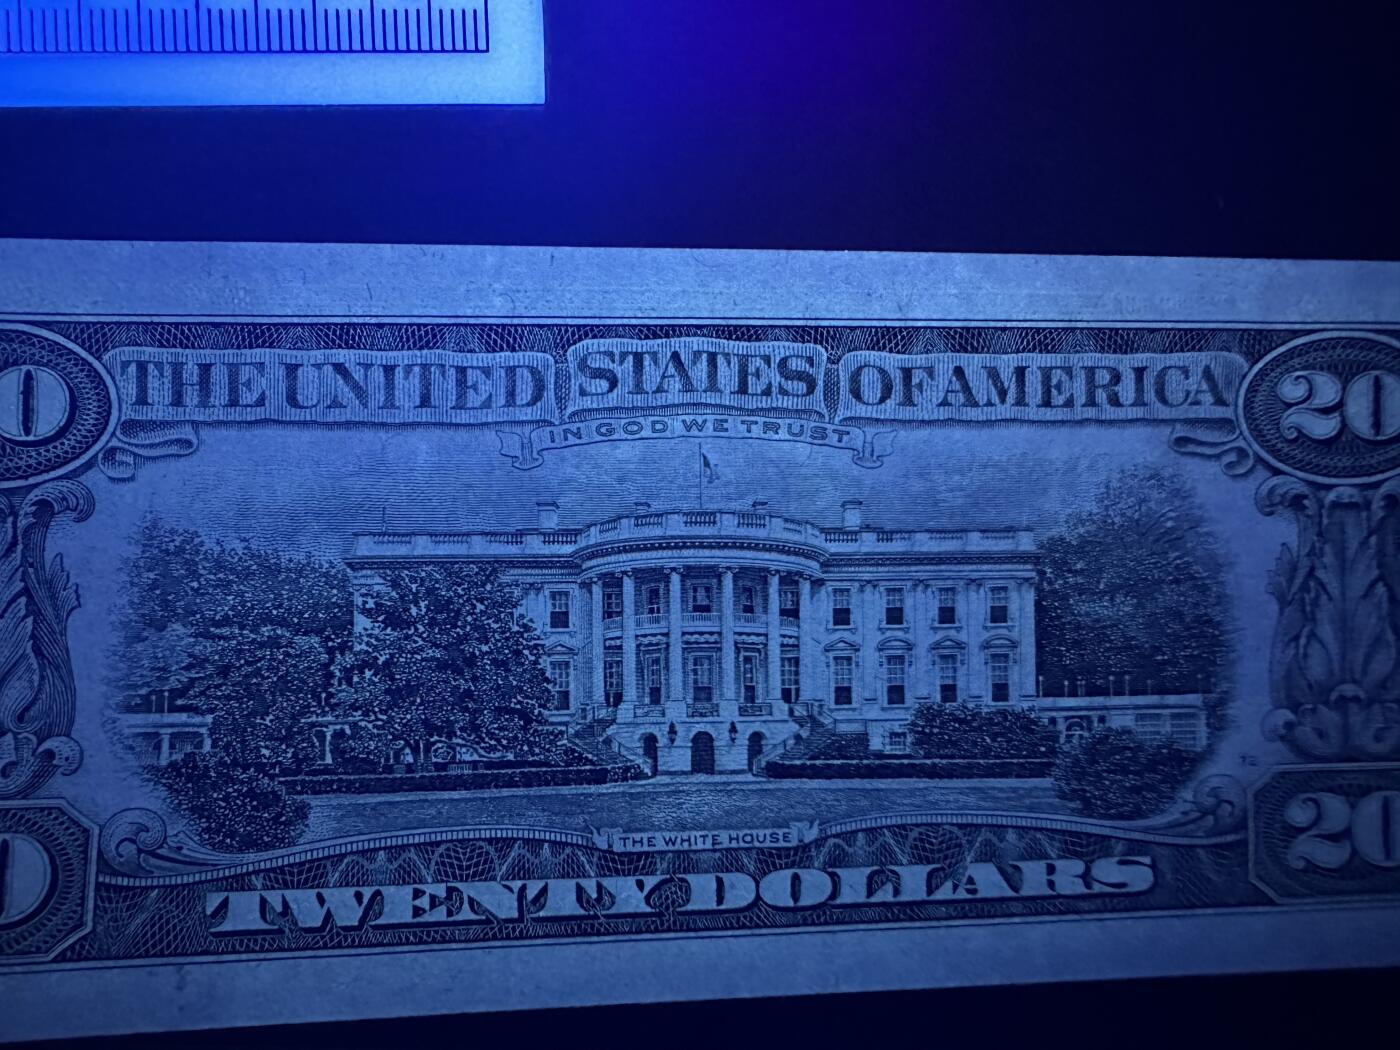 THE UNITED STATES OF AMERICA
20
IN GOD WE TRUST
THE WHITE HOUSE
20
TWENTY DOLLARS